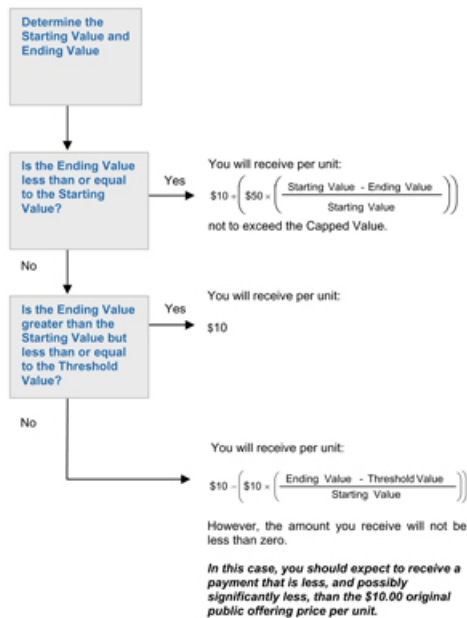 Determine the
Starting Value and
Ending Value
Is the Ending Value
less than or equal
to the Starting
Value?
Yes
You will receive per unit:
$10 + ( $50 × ( Starting Value - Ending Value
Starting Value ) )
not to exceed the Capped Value.
No
Is the Ending Value
greater than the
Starting Value but
less than or equal
to the Threshold
Value?
Yes
You will receive per unit:
$10
No
You will receive per unit:
$10 − ( $10 × ( Ending Value - Threshold Value
Starting Value ) )
However, the amount you receive will not be
less than zero.
In this case, you should expect to receive a
payment that is less, and possibly
significantly less, than the $10.00 original
public offering price per unit.